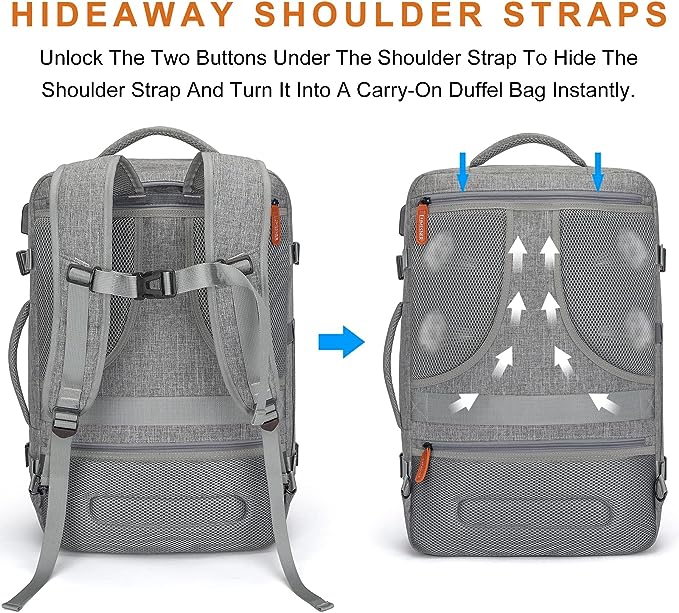 HIDEAWAY SHOULDER STRAPS
Unlock The Two Buttons Under The Shoulder Strap To Hide The
Shoulder Strap And Turn It Into A Carry-On Duffel Bag Instantly.